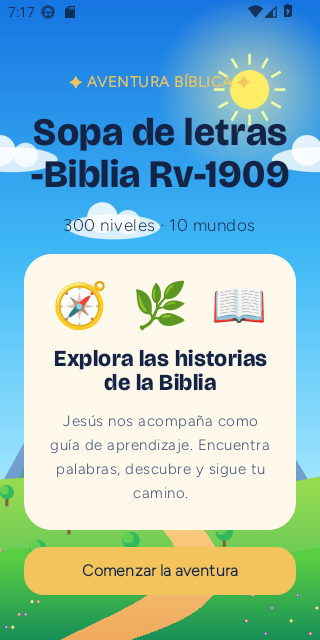 7:17
✦ AVENTURA BÍBLICA ✦
Sopa de letras
-Biblia Rv-1909
300 niveles · 10 mundos
Explora las historias
de la Biblia
Jesús nos acompaña como
guía de aprendizaje. Encuentra
palabras, descubre y sigue tu
camino.
Comenzar la aventura